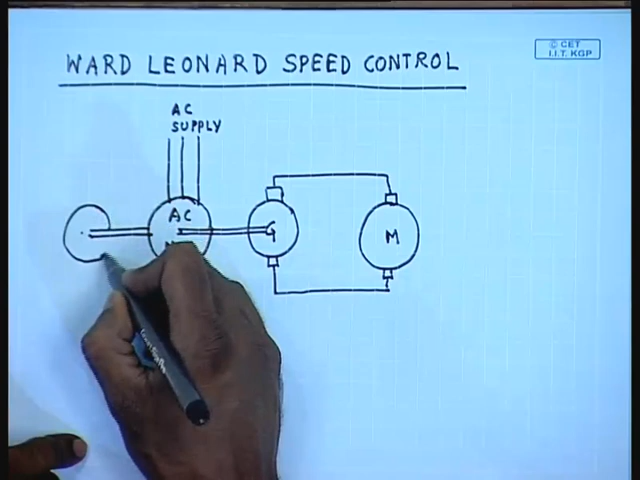 © CET
I.I.T. KGP
WARD LEONARD SPEED CONTROL
AC
SUPPLY
AC
G
M